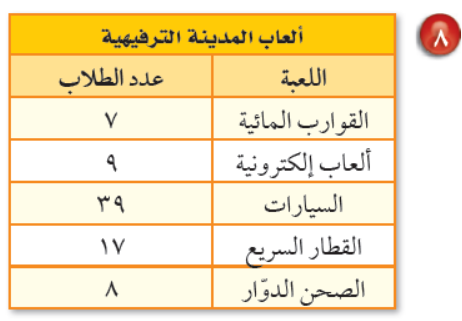 ٨
ألعاب المدينة الترفيهية
اللعبة عدد الطلاب
القوارب المائية ٧
ألعاب إلكترونية ٩
السيارات ٣٩
القطار السريع ١٧
الصحن الدوّار ٨